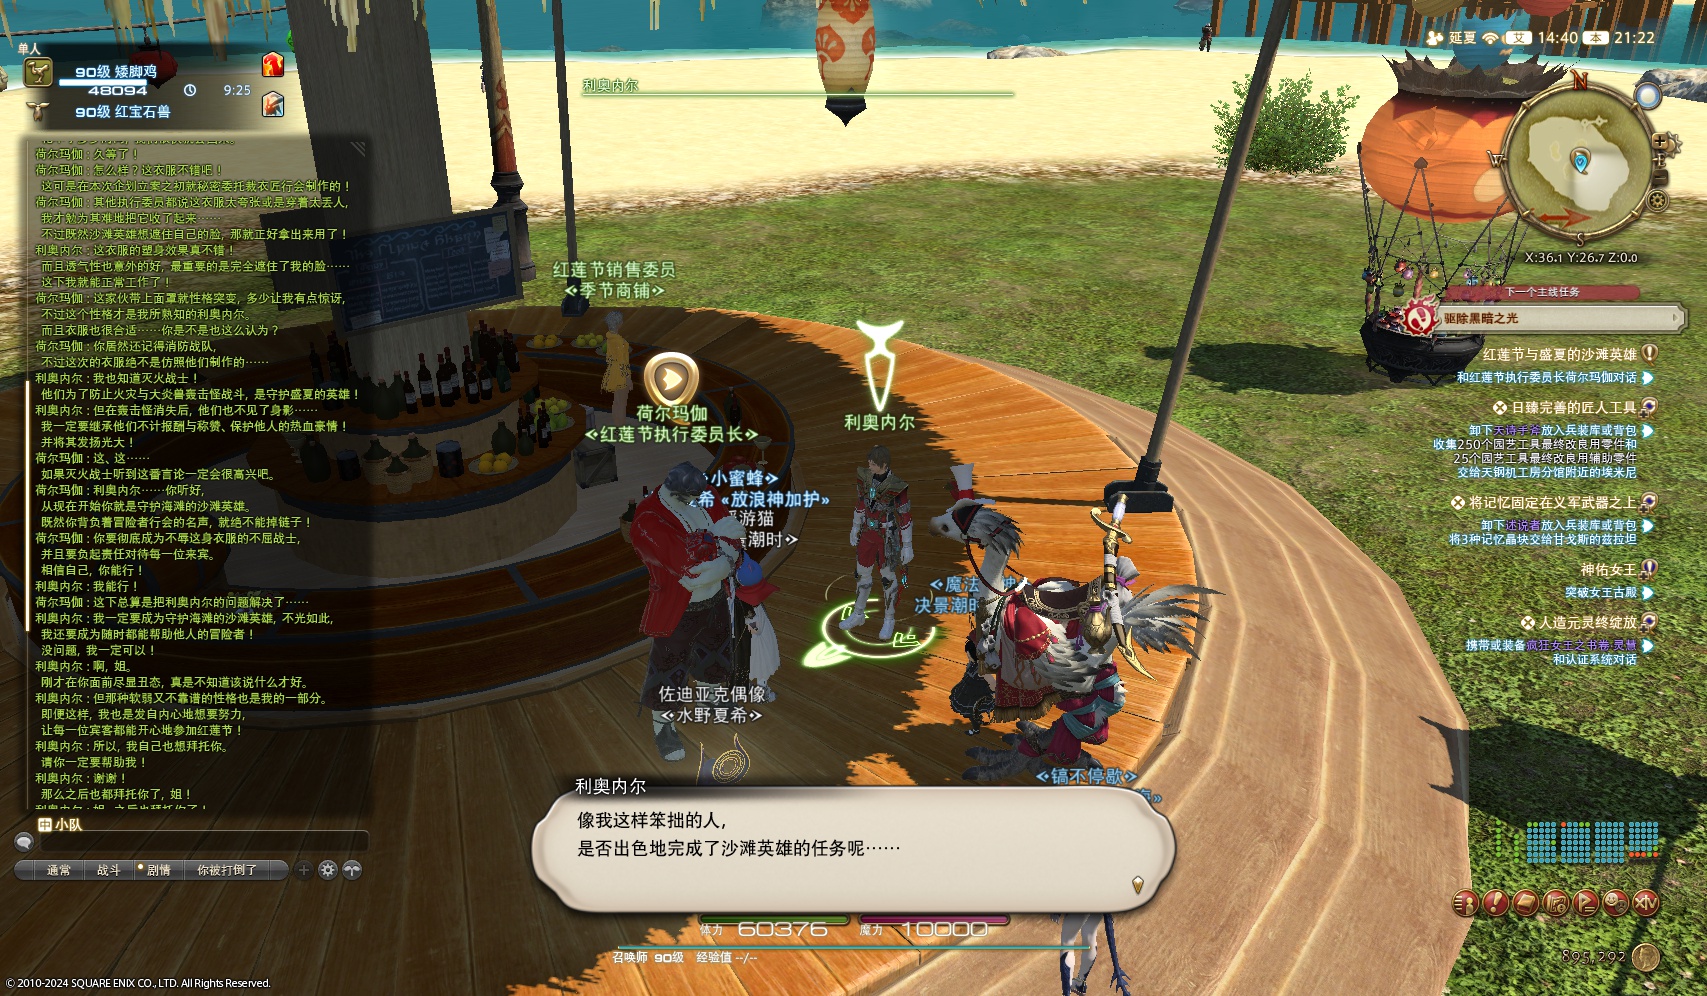 单人
90级 矮脚鸡
48094
9:25
90级 红宝石兽
荷尔玛伽：久等了！
荷尔玛伽：怎么样？这衣服不错吧！
这可是在本次企划立案之初就秘密委托裁衣匠行会制作的！
荷尔玛伽：其他执行委员都说这衣服太夸张或是穿着太丢人，
我才勉为其难地把它收了起来……
不过既然沙滩英雄想遮住自己的脸，那就正好拿出来用了！
利奥内尔：这衣服的塑身效果真不错！
而且透气性也意外的好，最重要的是完全遮住了我的脸……
这下我就能正常工作了！
荷尔玛伽：这家伙带上面罩就性格突变，多少让我有点惊讶，
不过这个性格才是我所熟知的利奥内尔。
而且衣服也很合适……你是不是也这么认为？
荷尔玛伽：你居然还记得消防战队，
不过这次的衣服绝不是仿照他们制作的……
利奥内尔：我也知道灭火战士！
他们为了防止火灾与大炎兽轰击怪战斗，是守护盛夏的英雄！
利奥内尔：但在轰击怪消失后，他们也不见了身影……
我一定要继承他们不计报酬与称赞、保护他人的热血豪情！
并将其发扬光大！
荷尔玛伽：这、这……
如果灭火战士听到这番言论一定会很高兴吧。
荷尔玛伽：利奥内尔……你听好，
从现在开始你就是守护海滩的沙滩英雄。
既然你背负着冒险者行会的名声，就绝不能掉链子！
荷尔玛伽：你要彻底成为不辱这身衣服的不屈战士，
并且要负起责任对待每一位来宾。
相信自己，你能行！
利奥内尔：我能行！
荷尔玛伽：这下总算是把利奥内尔的问题解决了……
利奥内尔：我一定要成为守护海滩的沙滩英雄，不光如此，
我还要成为随时都能帮助他人的冒险者！
没问题，我一定可以！
利奥内尔：啊，姐。
刚才在你面前尽显丑态，真是不知道该说什么才好。
利奥内尔：但那种软弱又不靠谱的性格也是我的一部分。
即便这样，我也是发自内心地想要努力，
让每一位宾客都能开心地参加红莲节！
利奥内尔：所以，我自己也想拜托你。
请你一定要帮助我！
利奥内尔：谢谢！
那么之后也都拜托你了，姐！
利奥内尔：姐，之后也拜托你了！
小队
通常
战斗
剧情
你被打倒了
© 2010-2024 SQUARE ENIX CO., LTD. All Rights Reserved.
利奥内尔
红莲节销售委员
«季节商铺»
荷尔玛伽
«红莲节执行委员长»
利奥内尔
小蜜蜂»
希 «放浪神加护»
游猫
潮时»
«魔法
决景潮时
佐迪亚克偶像
«水野夏希»
«镐不停歇»
利奥内尔
像我这样笨拙的人，
是否出色地完成了沙滩英雄的任务呢……
体力 60376 魔力 10000
召唤师 90级 经验值 --/--
延夏 艾 14:40 本 21:22
N
W
E
S
X:36.1 Y:26.7 Z:0.0
下一个主线任务
驱除黑暗之光
红莲节与盛夏的沙滩英雄
和红莲节执行委员长荷尔玛伽对话
日臻完善的匠人工具
卸下天诗手斧放入兵装库或背包
收集250个园艺工具最终改良用零件和
25个园艺工具最终改良用辅助零件
交给天钢机工房分馆附近的埃米尼
将记忆固定在义军武器之上
卸下述说者放入兵装库或背包
将3种记忆晶块交给甘戈斯的兹拉坦
神佑女王
突破女王古殿
人造元灵终绽放
携带或装备疯狂女王之书卷·灵慧
和认证系统对话
895,292